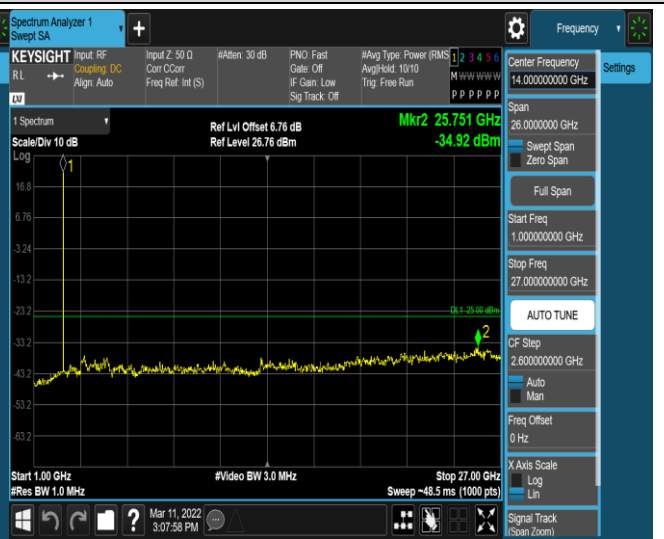 Spectrum Analyzer 1
Swept SA
Frequency
KEYSIGHT
RL
Input: RF
Coupling: DC
Align: Auto
Input Z: 50 Ω
Corr CCorr
Freq Ref: Int (S)
#Atten: 30 dB
PNO: Fast
Gate: Off
IF Gain: Low
Sig Track: Off
#Avg Type: Power (RMS
Avg|Hold: 10/10
Trig: Free Run
1 2 3 4 5 6
M W W W W W
P P P P P P
LXI
Center Frequency
14.000000000 GHz
Settings
1 Spectrum
Scale/Div 10 dB
Ref Lvl Offset 6.76 dB
Ref Level 26.76 dBm
Mkr2 25.751 GHz
-34.92 dBm
Span
26.0000000 GHz
Swept Span
Zero Span
Full Span
Start Freq
1.000000000 GHz
Stop Freq
27.000000000 GHz
AUTO TUNE
CF Step
2.600000000 GHz
Auto
Man
Freq Offset
0 Hz
X Axis Scale
Log
Lin
Signal Track
(Span Zoom)
Log
1
16.8
6.76
-3.24
-13.2
-23.2
DL1 -25.00 dBm
2
-33.2
-43.2
-53.2
-63.2
Start 1.00 GHz
#Video BW 3.0 MHz
Stop 27.00 GHz
#Res BW 1.0 MHz
Sweep ~48.5 ms (1000 pts)
?
Mar 11, 2022
3:07:58 PM